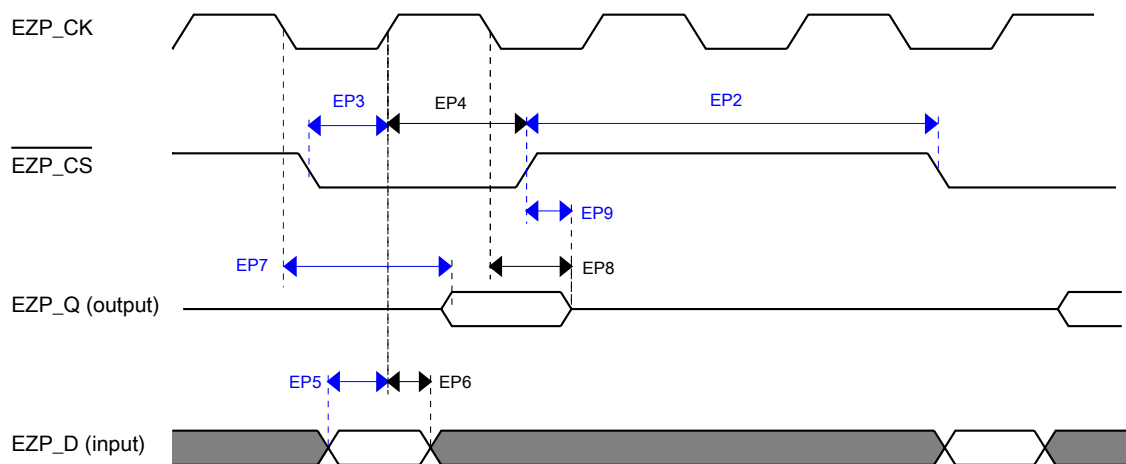 EZP_CK
EP3
EP4
EP2
EZP_CS
EP9
EP7
EP8
EZP_Q (output)
EP5
EP6
EZP_D (input)